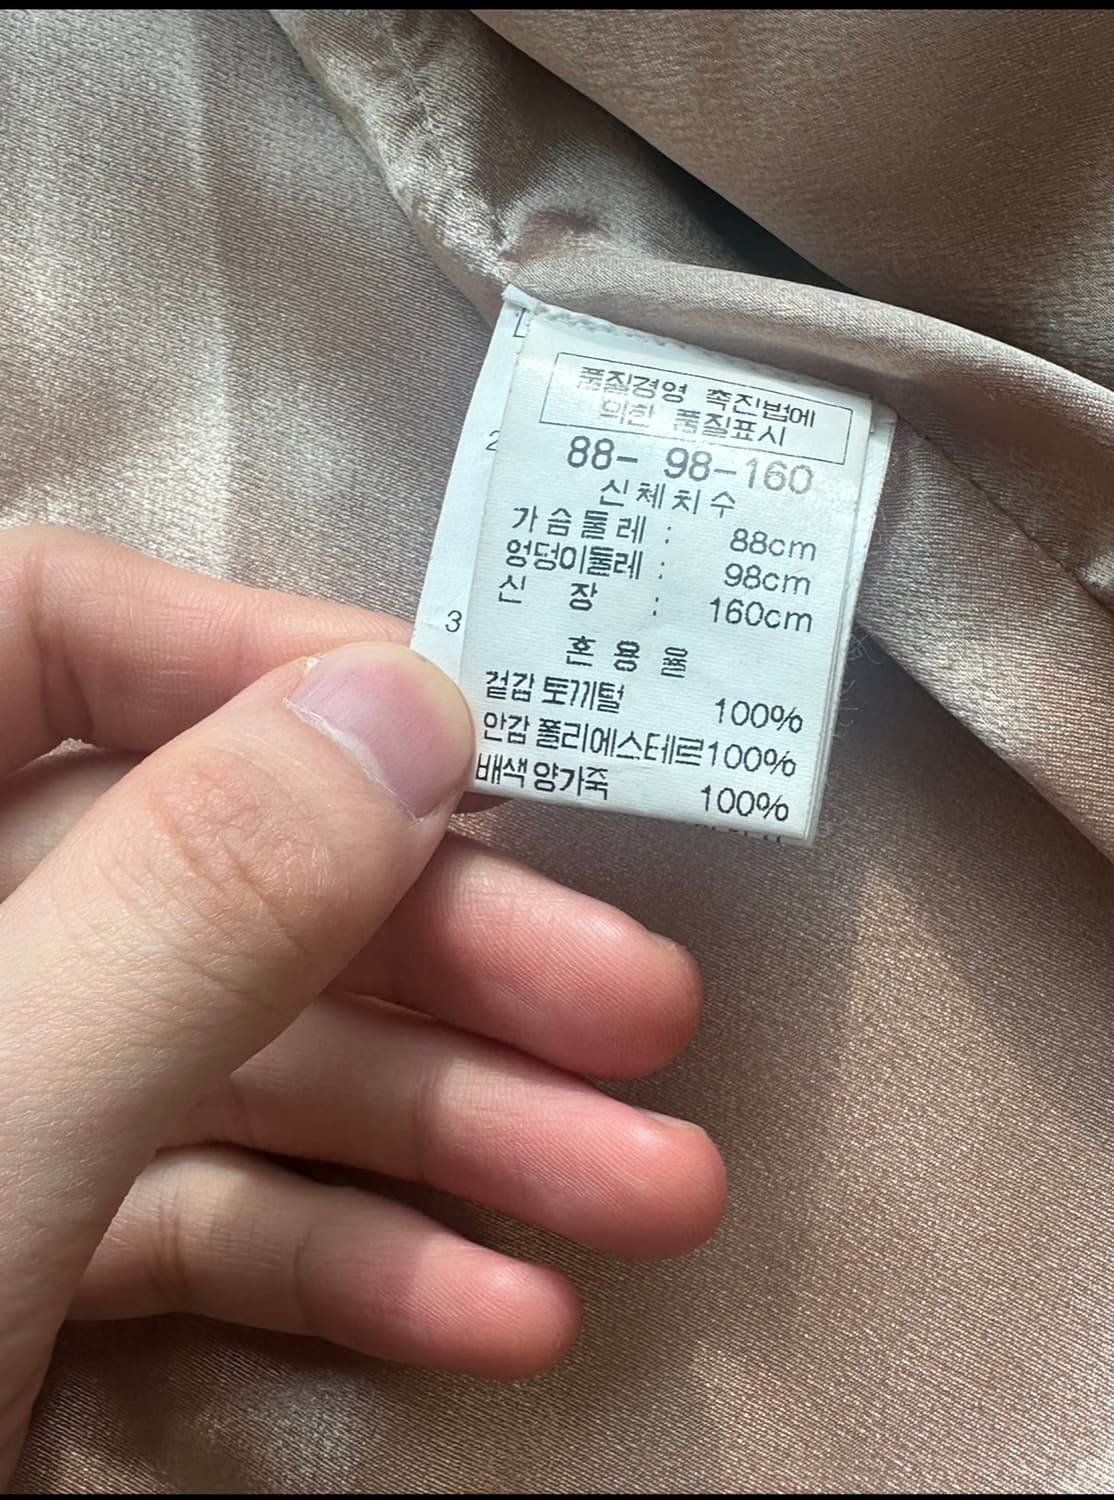 품질경영 촉진법에
의한 품질표시
88- 98-160
신체치수
가슴둘레 : 88cm
엉덩이둘레 : 98cm
신 장 : 160cm
혼용율
겉감 토끼털 100%
안감 폴리에스테르 100%
배색 양가죽 100%
2
3